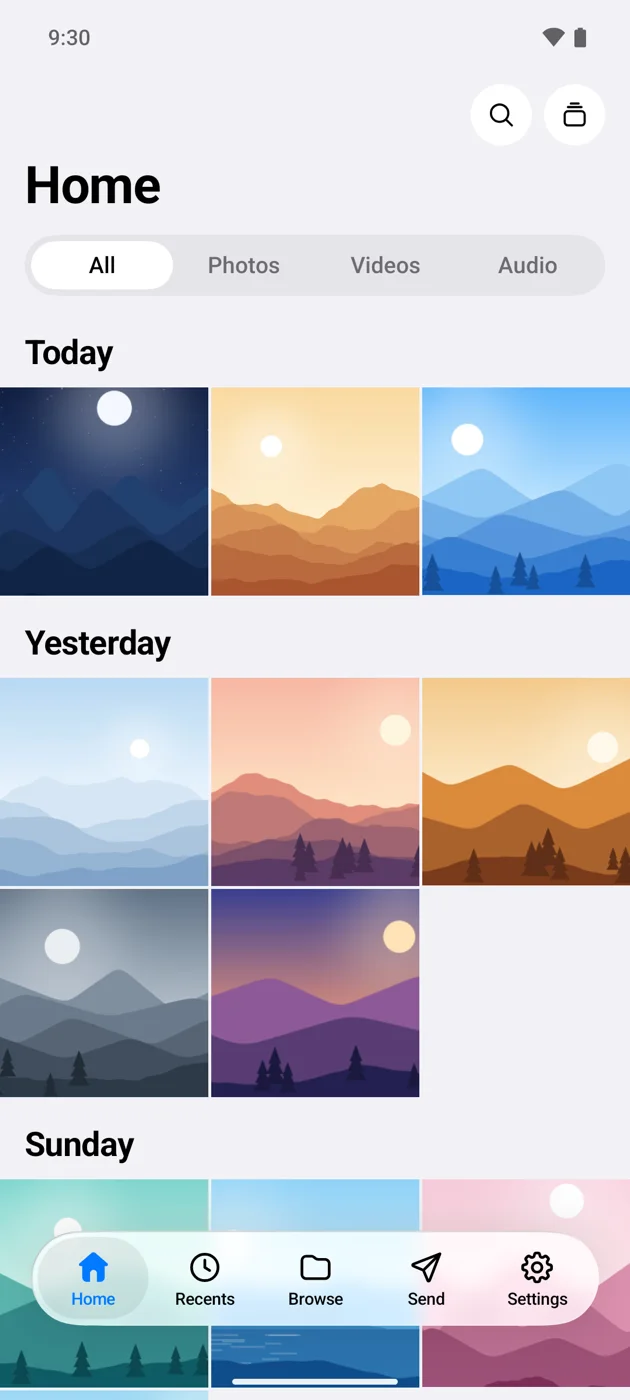 9:30
Home
All Photos Videos Audio
Today
Yesterday
Sunday
Home Recents Browse Send Settings